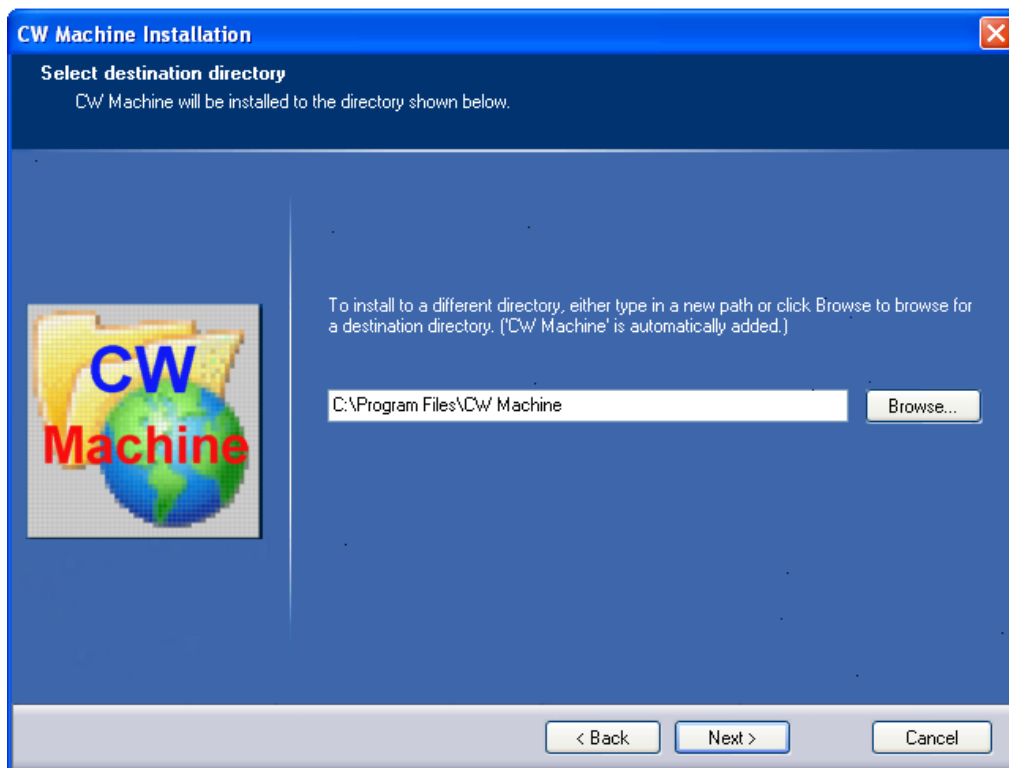 CW Machine Installation
Select destination directory
CW Machine will be installed to the directory shown below.
To install to a different directory, either type in a new path or click Browse to browse for
a destination directory. ('CW Machine' is automatically added.)
CW
Machine
C:\Program Files\CW Machine
Browse...
< Back
Next >
Cancel